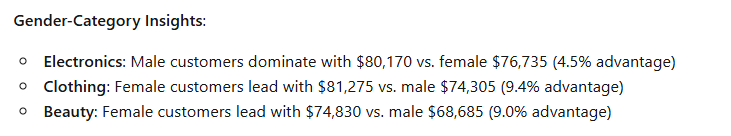 Gender-Category Insights:
Electronics: Male customers dominate with $80,170 vs. female $76,735 (4.5% advantage)
Clothing: Female customers lead with $81,275 vs. male $74,305 (9.4% advantage)
Beauty: Female customers lead with $74,830 vs. male $68,685 (9.0% advantage)